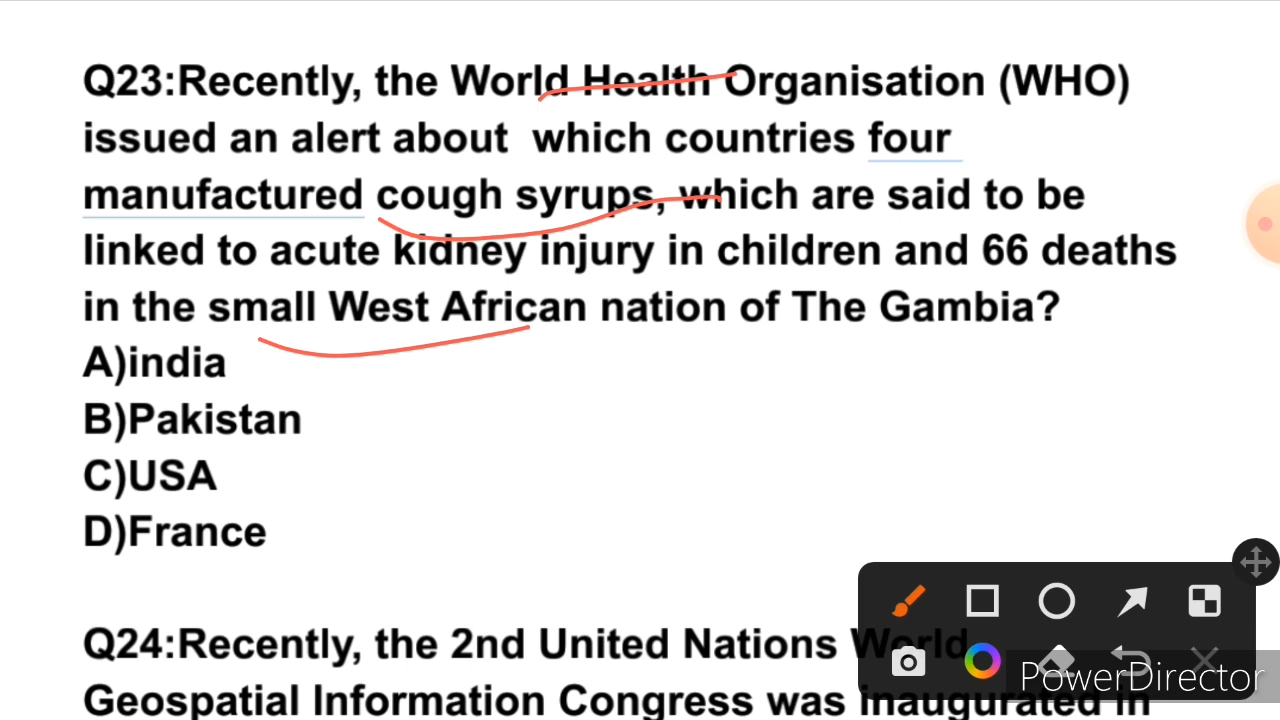 Q23:Recently, the World Health Organisation (WHO)
issued an alert about which countries four
manufactured cough syrups, which are said to be
linked to acute kidney injury in children and 66 deaths
in the small West African nation of The Gambia?
A)india
B)Pakistan
C)USA
D)France
Q24:Recently, the 2nd United Nations World
Geospatial Information Congress was inaugurated in
PowerDirector